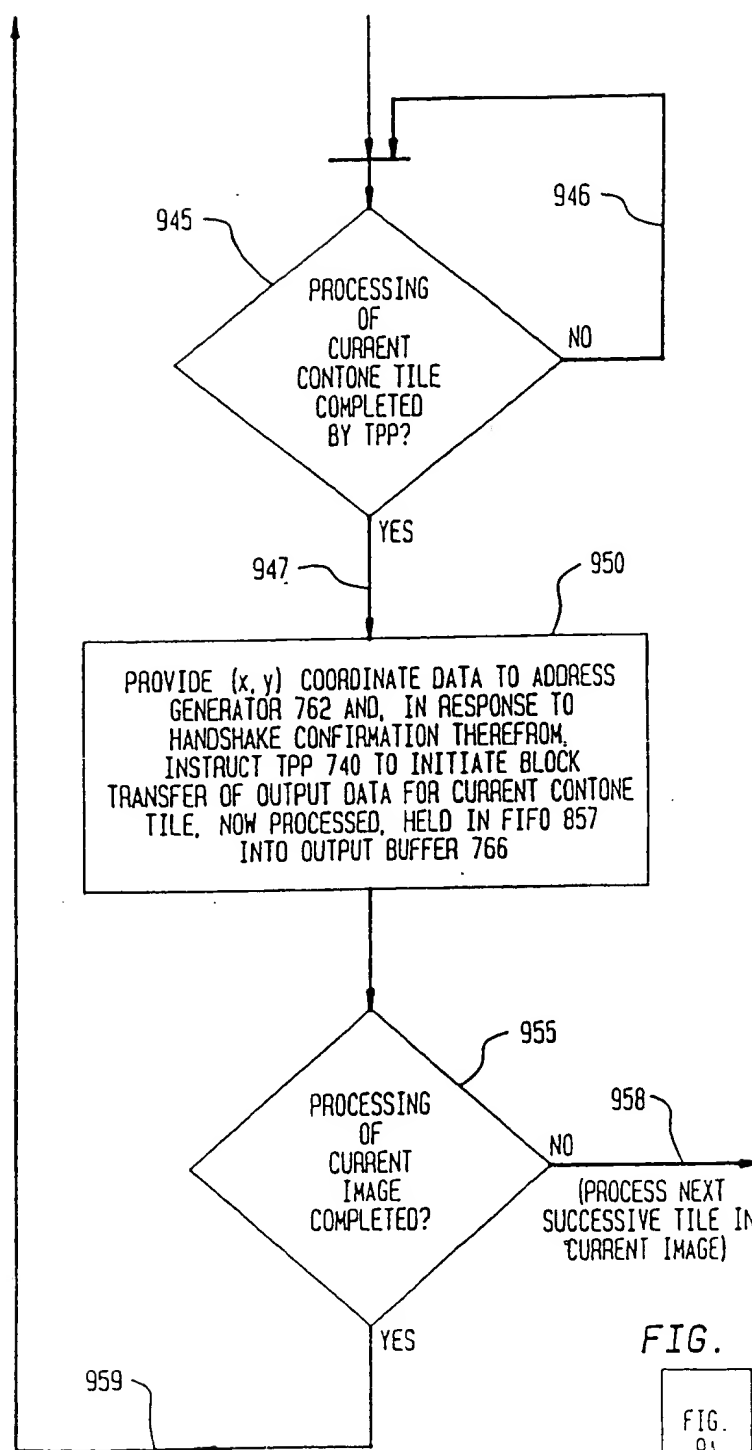 945
946
PROCESSING
OF
CURRENT
CONTONE TILE
COMPLETED
BY TPP?
NO
YES
947
950
PROVIDE (x, y) COORDINATE DATA TO ADDRESS
GENERATOR 762 AND, IN RESPONSE TO
HANDSHAKE CONFIRMATION THEREFROM,
INSTRUCT TPP 740 TO INITIATE BLOCK
TRANSFER OF OUTPUT DATA FOR CURRENT CONTONE
TILE, NOW PROCESSED, HELD IN FIFO 857
INTO OUTPUT BUFFER 766
955
PROCESSING
OF
CURRENT
IMAGE
COMPLETED?
NO
958
(PROCESS NEXT
SUCCESSIVE TILE IN
CURRENT IMAGE)
YES
959
FIG.
FIG.